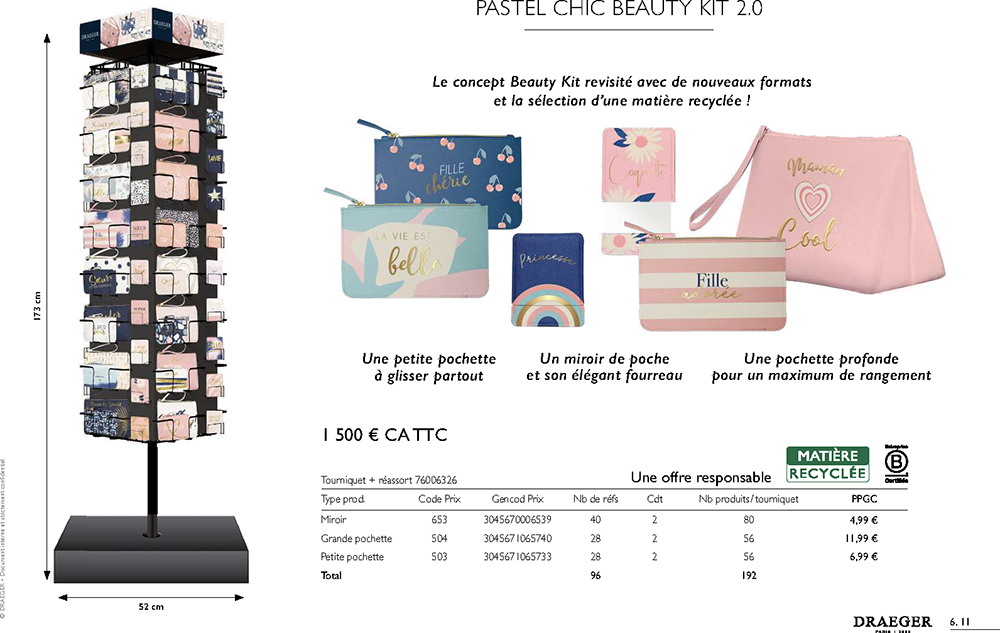 PASTEL CHIC BEAUTY KIT 2.0
DRAEGER
DRAEGER
Le concept Beauty Kit revisité avec de nouveaux formats
et la sélection d'une matière recyclée !
FILLE
chérie
LA VIE EST
belle
Princesse
Coquette
Fille
adorée
Maman
Cool
173 cm
52 cm
Une petite pochette
à glisser partout
Un miroir de poche
et son élégant fourreau
Une pochette profonde
pour un maximum de rangement
1 500 € CA TTC
Tourniquet + réassort 76006326
Une offre responsable
MATIÈRE
RECYCLÉE
Entreprise
B
Certifiée
Type prod. Code Prix Gencod Prix Nb de réfs Cdt Nb produits/tourniquet PPGC
Miroir 653 3045670006539 40 2 80 4,99 €
Grande pochette 504 3045671065740 28 2 56 11,99 €
Petite pochette 503 3045671065733 28 2 56 6,99 €
Total 96 192
© DRAEGER - Document interne et strictement confidentiel
DRAEGER
6. 11